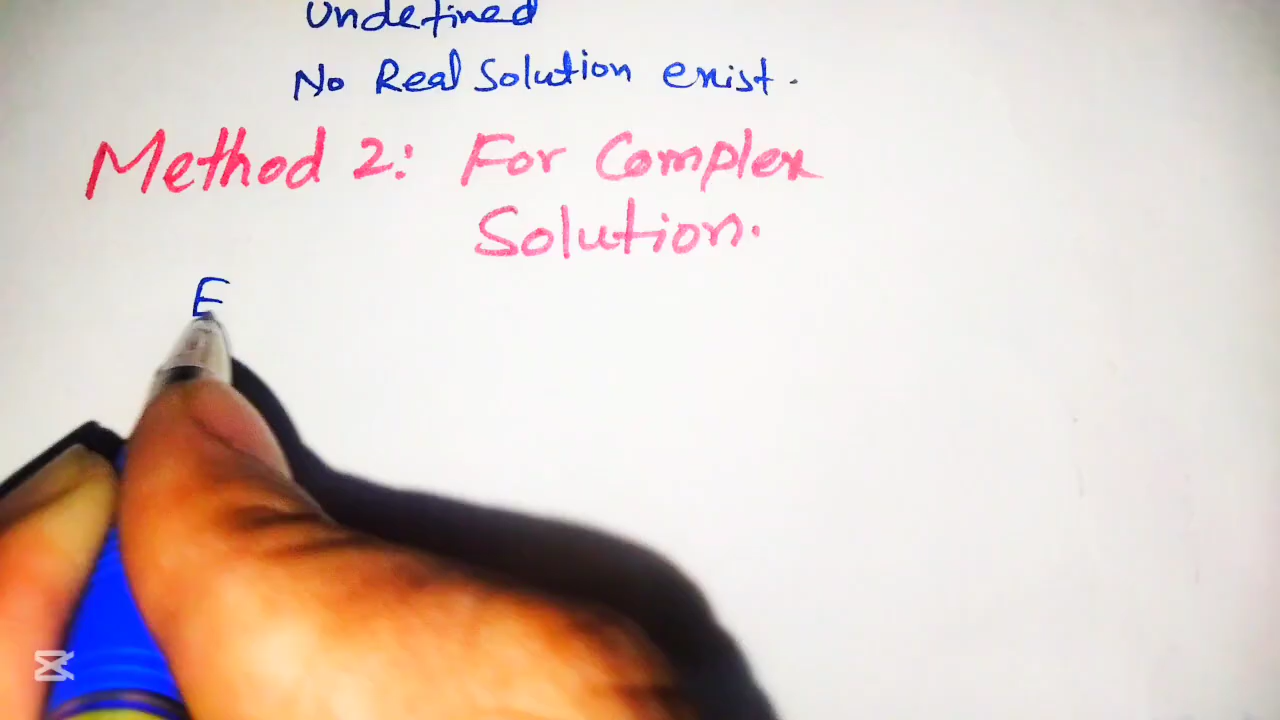 Undefined
No Real Solution exist.
Method 2: For Complex
Solution.
E